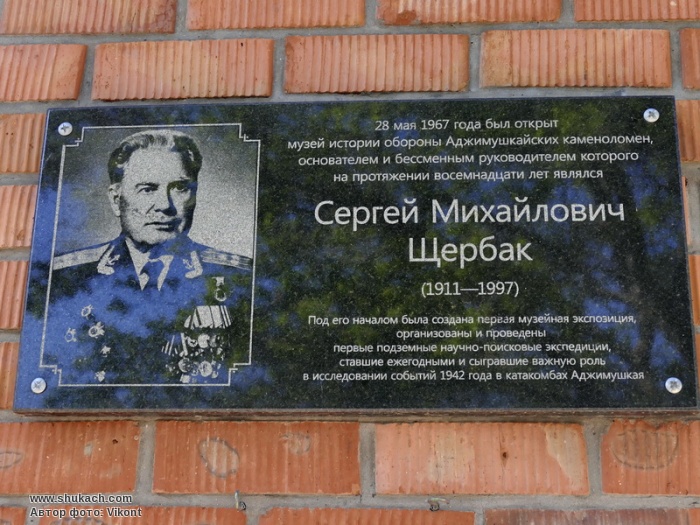 28 мая 1967 года был открыт
музей истории обороны Аджимушкайских каменоломен,
основателем и бессменным руководителем которого
на протяжении восемнадцати лет являлся
Сергей Михайлович
Щербак
(1911—1997)
Под его началом была создана первая музейная экспозиция,
организованы и проведены
первые подземные научно-поисковые экспедиции,
ставшие ежегодными и сыгравшие важную роль
в исследовании событий 1942 года в катакомбах Аджимушкая
www.shukach.com
Автор фото: Vikont